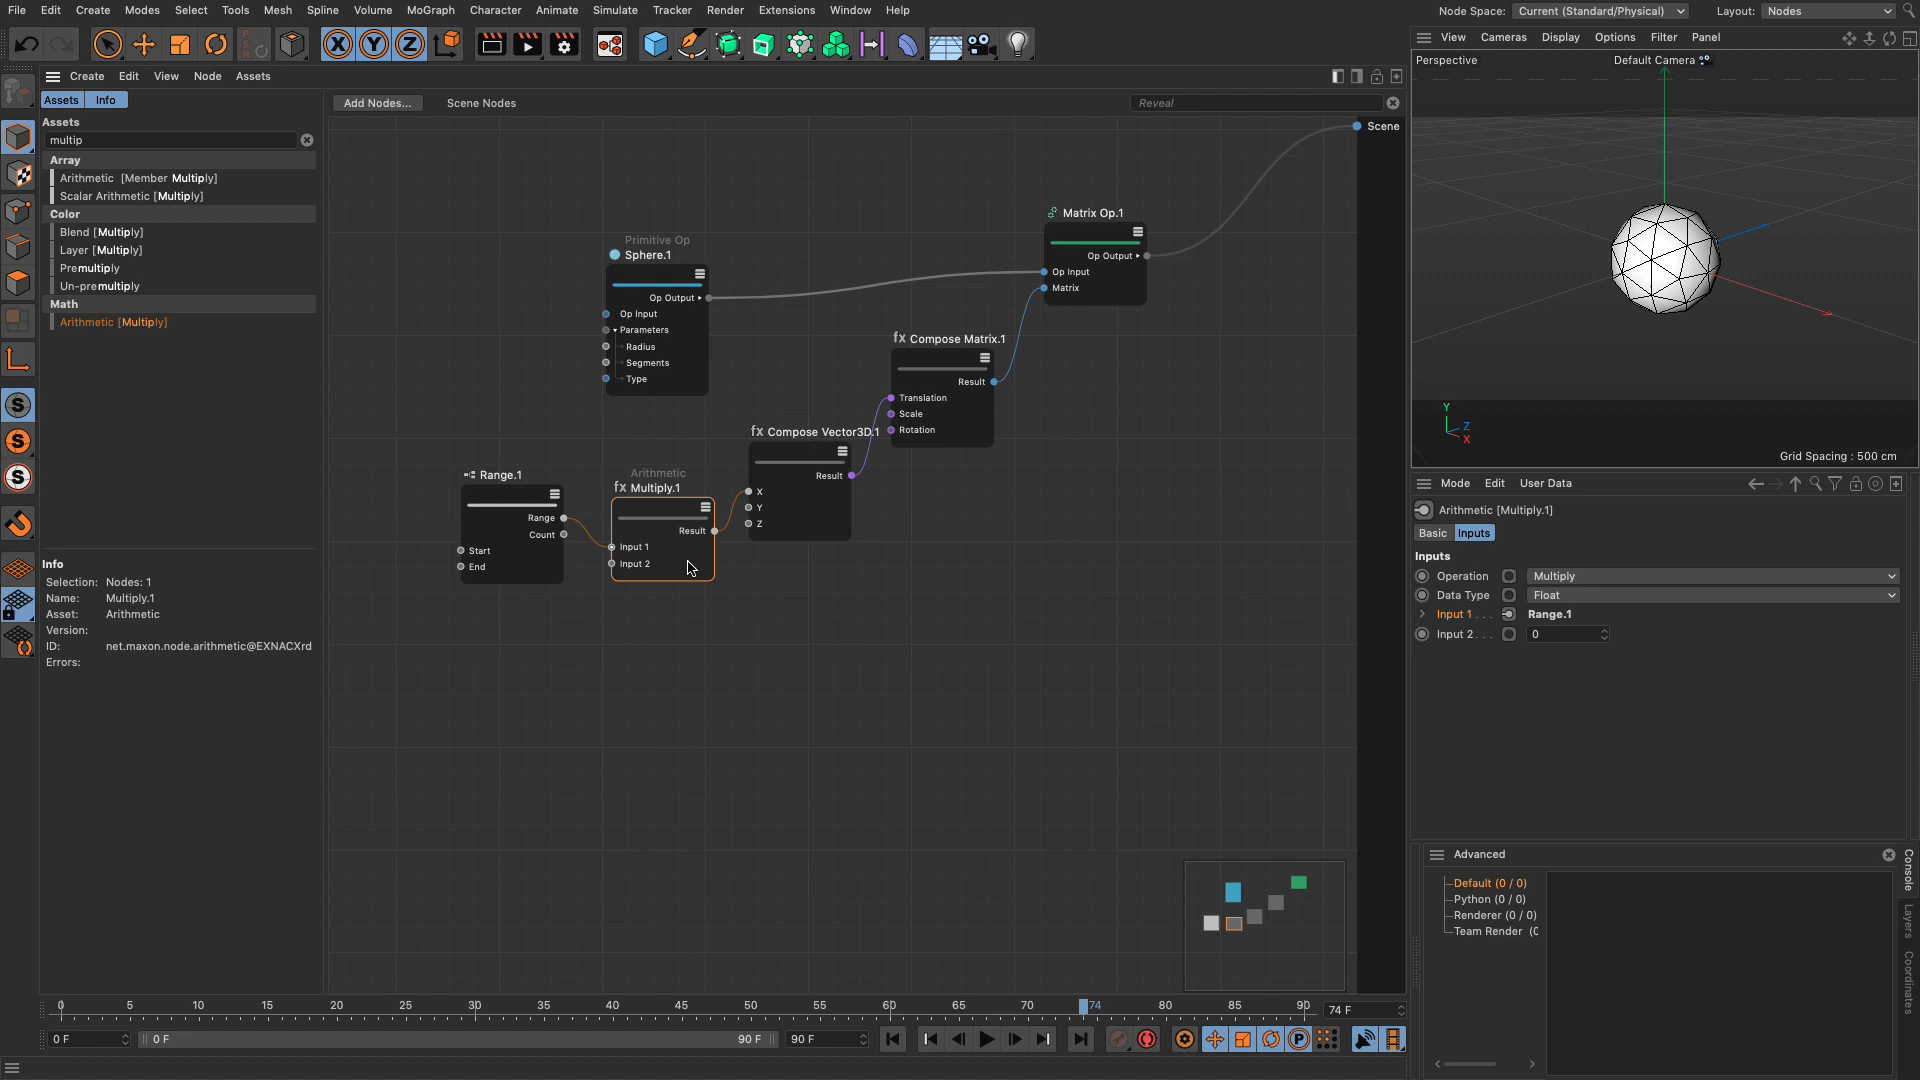 File Edit Create Modes Select Tools Mesh Spline Volume MoGraph Character Animate Simulate Tracker Render Extensions Window Help
Node Space: Current (Standard/Physical) Layout: Nodes
X Y Z
PSR
View Cameras Display Options Filter Panel
Perspective Default Camera
Create Edit View Node Assets
Assets Info
Add Nodes... Scene Nodes Reveal
Assets
multip
Array
Arithmetic [Member Multiply]
Scalar Arithmetic [Multiply]
Color
Blend [Multiply]
Layer [Multiply]
Premultiply
Un-premultiply
Math
Arithmetic [Multiply]
Scene
Matrix Op.1
Op Output
Op Input
Matrix
Primitive Op
Sphere.1
Op Output
Op Input
Parameters
Radius
Segments
Type
fx Compose Matrix.1
Result
Translation
Scale
Rotation
fx Compose Vector3D.1
Result
X
Y
Z
Range.1
Range
Count
Start
End
Arithmetic
fx Multiply.1
Result
Input 1
Input 2
S
S
S
Info
Selection: Nodes: 1
Name: Multiply.1
Asset: Arithmetic
Version:
ID: net.maxon.node.arithmetic@EXNACXrd
Errors:
Y
Z
X
Grid Spacing : 500 cm
Mode Edit User Data
Arithmetic [Multiply.1]
Basic Inputs
Inputs
Operation Multiply
Data Type Float
Input 1 . . . Range.1
Input 2 . . . 0
Advanced
Default (0 / 0)
Python (0 / 0)
Renderer (0 / 0)
Team Render (0
Console
Layers
Coordinates
0 5 10 15 20 25 30 35 40 45 50 55 60 65 70 74 80 85 90 74 F
0 F 0 F 90 F 90 F
P